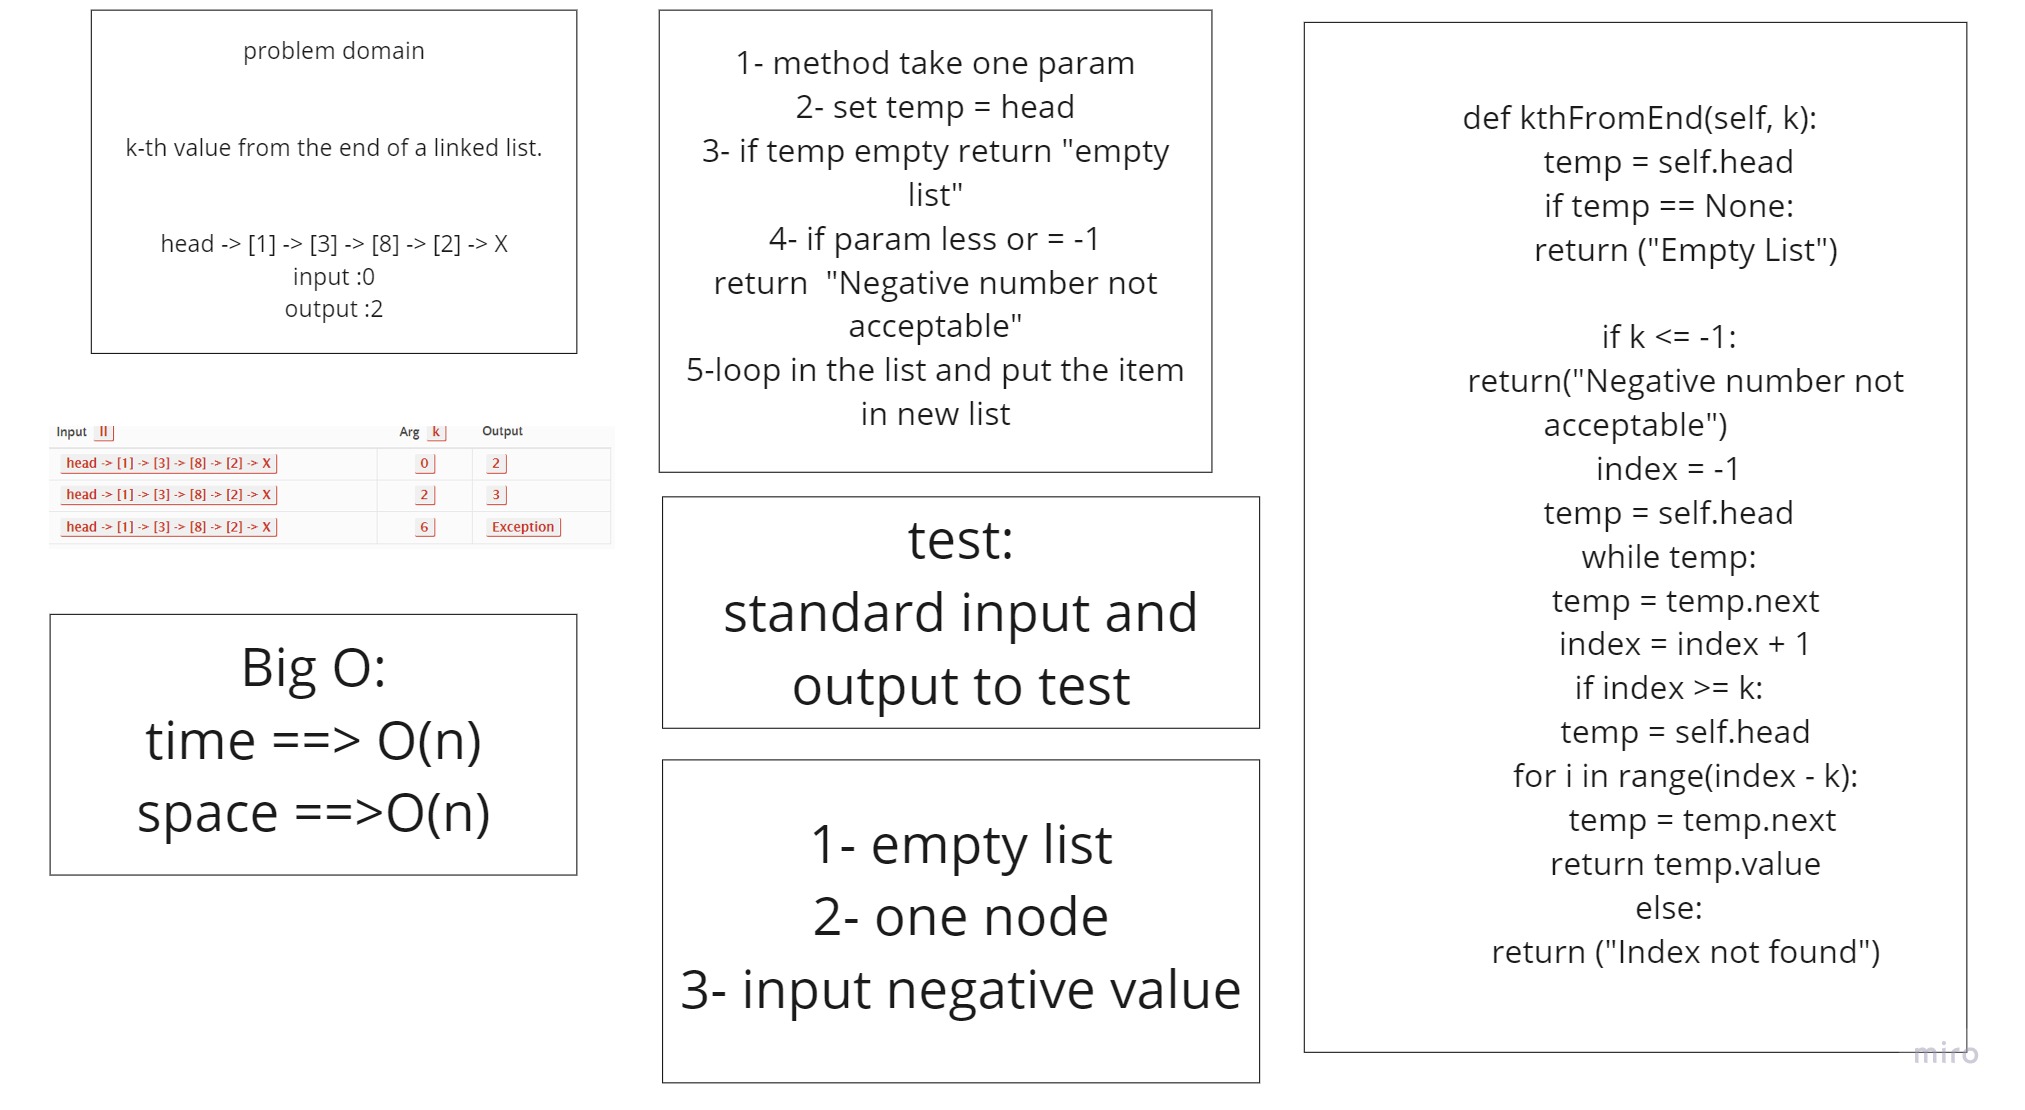 problem domain
k-th value from the end of a linked list.
head -> [1] -> [3] -> [8] -> [2] -> X
input :0
output :2
Input ll Arg k Output
head -> [1] -> [3] -> [8] -> [2] -> X 0 2
head -> [1] -> [3] -> [8] -> [2] -> X 2 3
head -> [1] -> [3] -> [8] -> [2] -> X 6 Exception
Big O:
time ==> O(n)
space ==>O(n)
1- method take one param
2- set temp = head
3- if temp empty return "empty
list"
4- if param less or = -1
return  "Negative number not
acceptable"
5-loop in the list and put the item
in new list
test:
standard input and
output to test
1- empty list
2- one node
3- input negative value
def kthFromEnd(self, k):
temp = self.head
if temp == None:
return ("Empty List")
if k <= -1:
return("Negative number not
acceptable")
index = -1
temp = self.head
while temp:
temp = temp.next
index = index + 1
if index >= k:
temp = self.head
for i in range(index - k):
temp = temp.next
return temp.value
else:
return ("Index not found")
miro